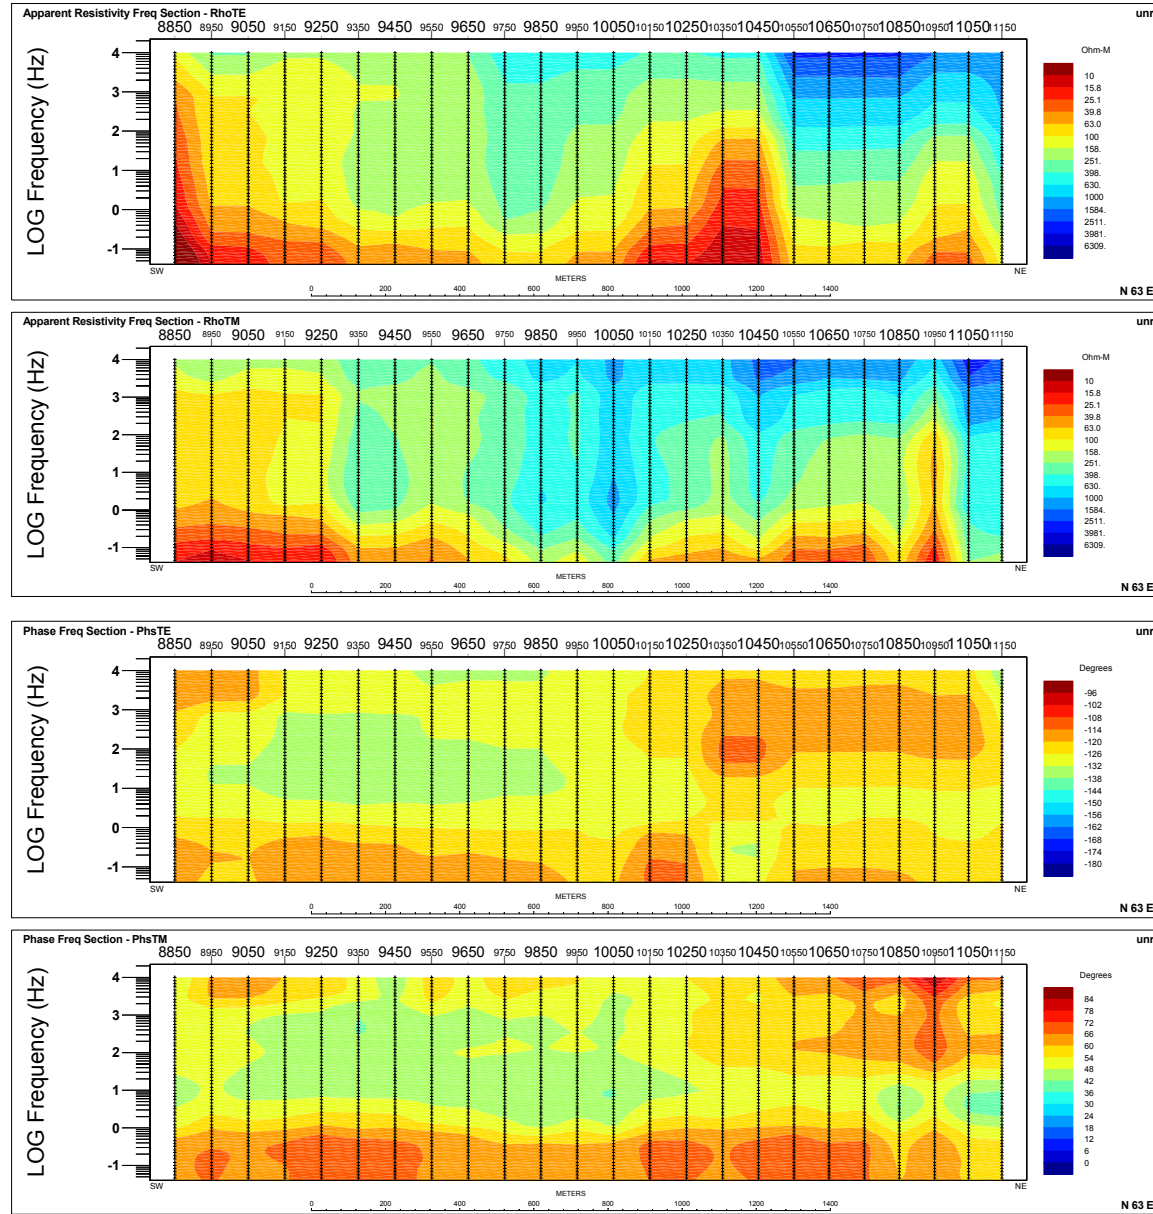 Apparent Resistivity Freq Section - RhoTE unr
8850 8950 9050 9150 9250 9350 9450 9550 9650 9750 9850 9950 10050 10150 10250 10350 10450 10550 10650 10750 10850 10950 11050 11150
LOG Frequency (Hz)
4
3
2
1
0
-1
Ohm-M
10
15.8
25.1
39.8
63.0
100
158.
251.
398.
630.
1000
1584.
2511.
3981.
6309.
SW NE
METERS
0 200 400 600 800 1000 1200 1400
N 63 E
Apparent Resistivity Freq Section - RhoTM unr
8850 8950 9050 9150 9250 9350 9450 9550 9650 9750 9850 9950 10050 10150 10250 10350 10450 10550 10650 10750 10850 10950 11050 11150
LOG Frequency (Hz)
4
3
2
1
0
-1
Ohm-M
10
15.8
25.1
39.8
63.0
100
158.
251.
398.
630.
1000
1584.
2511.
3981.
6309.
SW NE
METERS
0 200 400 600 800 1000 1200 1400
N 63 E
Phase Freq Section - PhsTE unr
8850 8950 9050 9150 9250 9350 9450 9550 9650 9750 9850 9950 10050 10150 10250 10350 10450 10550 10650 10750 10850 10950 11050 11150
LOG Frequency (Hz)
4
3
2
1
0
-1
Degrees
-96
-102
-108
-114
-120
-126
-132
-138
-144
-150
-156
-162
-168
-174
-180
SW NE
METERS
0 200 400 600 800 1000 1200 1400
N 63 E
Phase Freq Section - PhsTM unr
8850 8950 9050 9150 9250 9350 9450 9550 9650 9750 9850 9950 10050 10150 10250 10350 10450 10550 10650 10750 10850 10950 11050 11150
LOG Frequency (Hz)
4
3
2
1
0
-1
Degrees
84
78
72
66
60
54
48
42
36
30
24
18
12
6
0
SW NE
METERS
0 200 400 600 800 1000 1200 1400
N 63 E